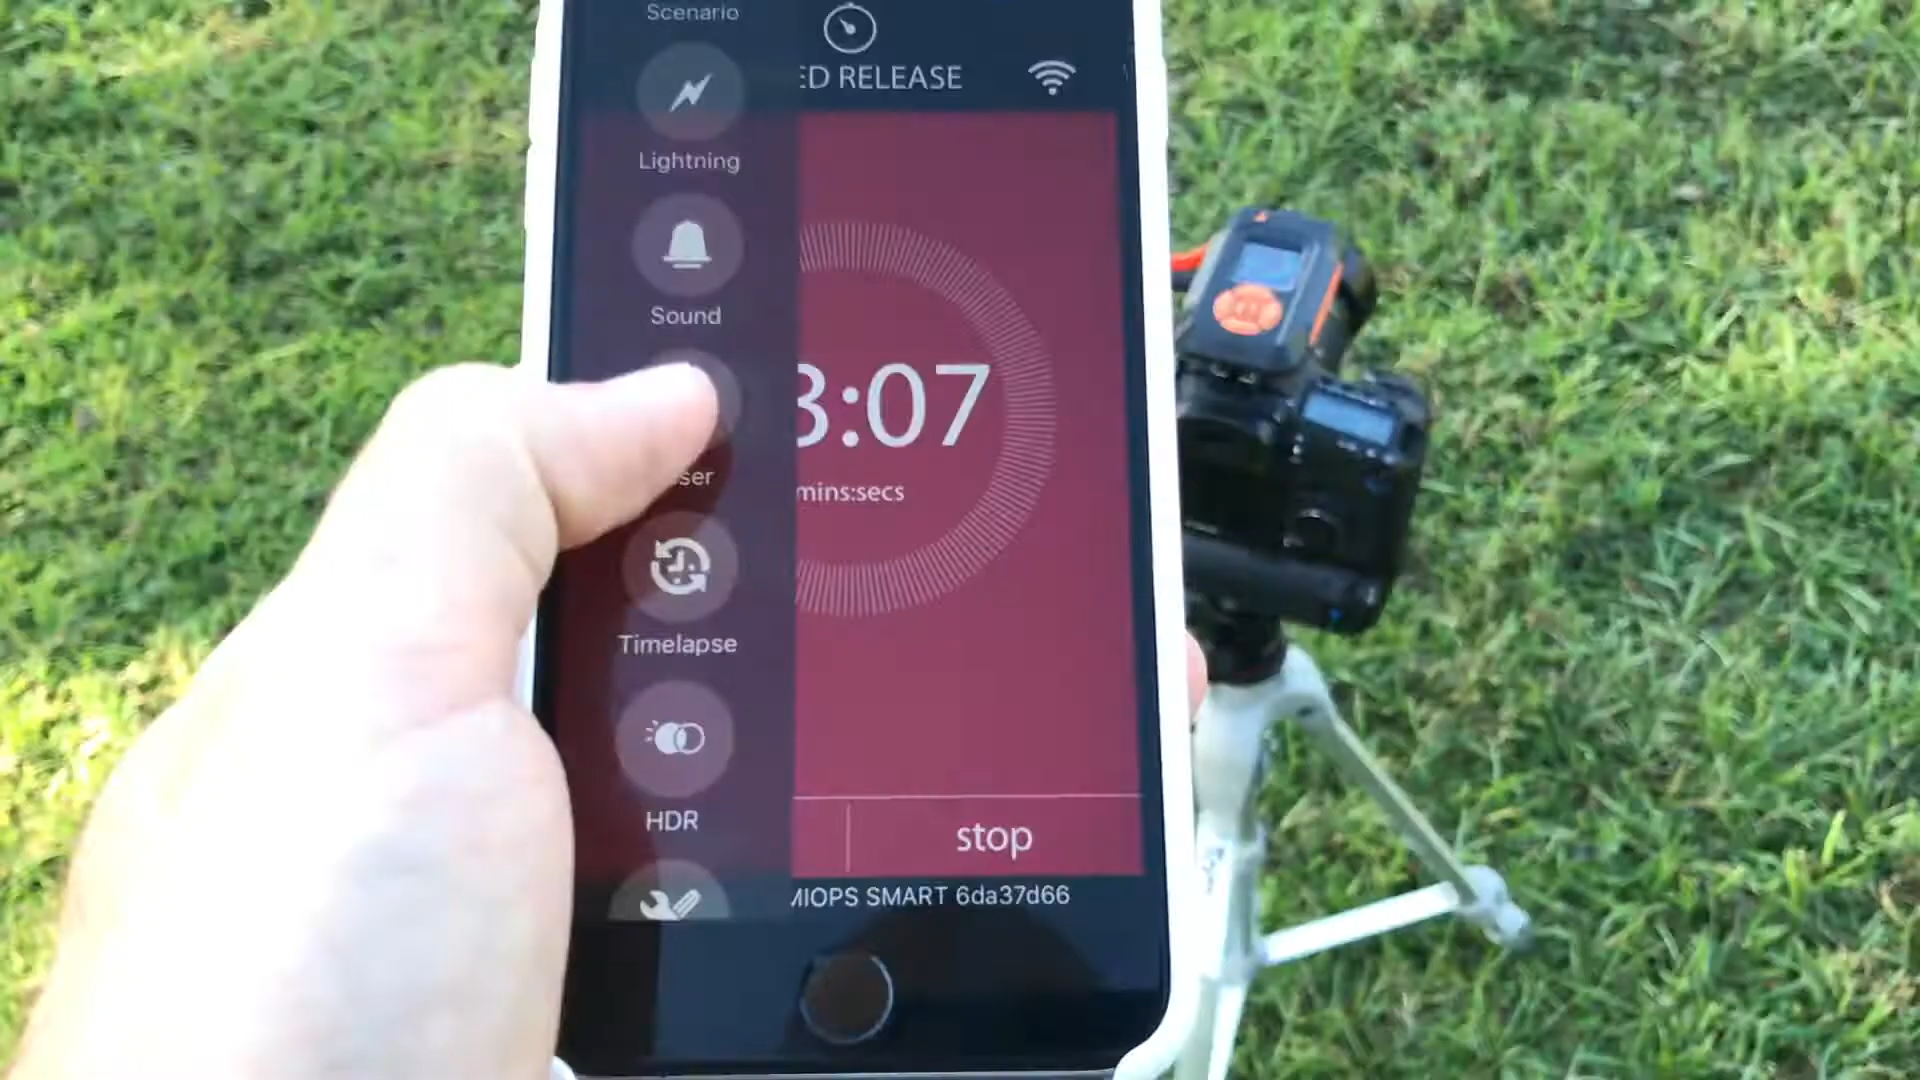 Scenario
ED RELEASE
Lightning
Sound
3:07
ser
mins:secs
Timelapse
HDR
stop
MIOPS SMART 6da37d66